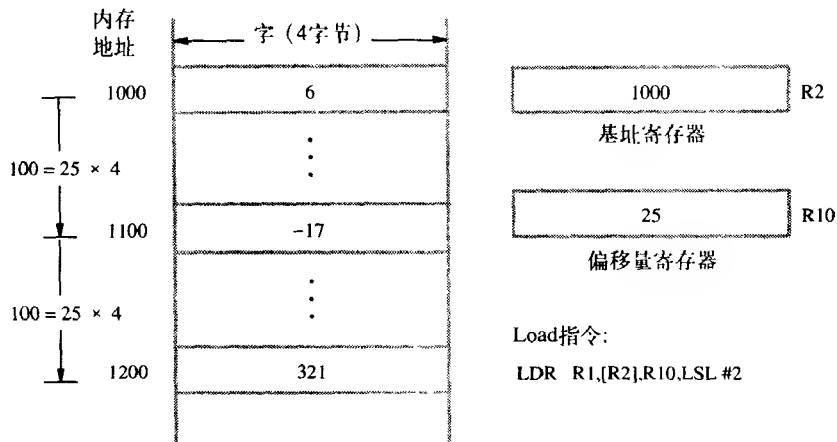 内存
地址
字（4字节）
1000
6
1000
R2
基址寄存器
100 = 25 × 4
25
R10
1100
-17
偏移量寄存器
100 = 25 × 4
Load指令:
1200
321
LDR R1,[R2],R10,LSL #2